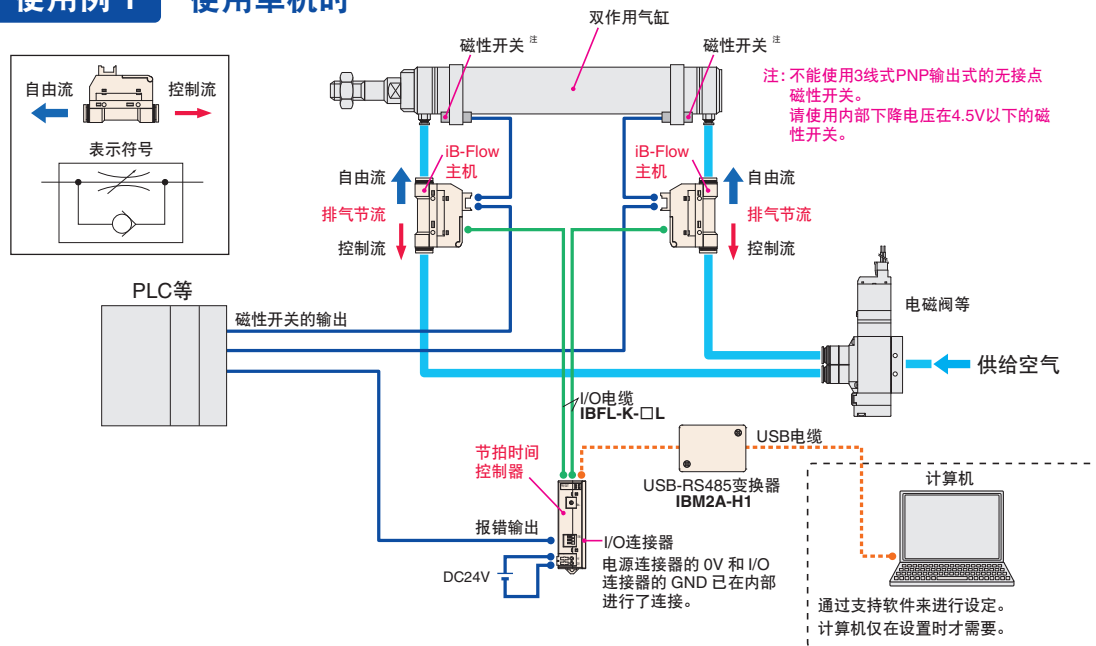 使用例 1 使用单机时
双作用气缸
磁性开关 注
磁性开关 注
注：不能使用3线式PNP输出式的无接点
磁性开关。
请使用内部下降电压在4.5V以下的磁
性开关。
自由流
控制流
表示符号
iB-Flow
主机
自由流
排气节流
控制流
iB-Flow
主机
自由流
排气节流
控制流
PLC等
磁性开关的输出
电磁阀等
供给空气
I/O电缆
IBFL-K-□L
节拍时间
控制器
USB电缆
USB-RS485变换器
IBM2A-H1
计算机
报错输出
I/O连接器
电源连接器的 0V 和 I/O
连接器的 GND 已在内部
进行了连接。
DC24V
通过支持软件来进行设定。
计算机仅在设置时才需要。